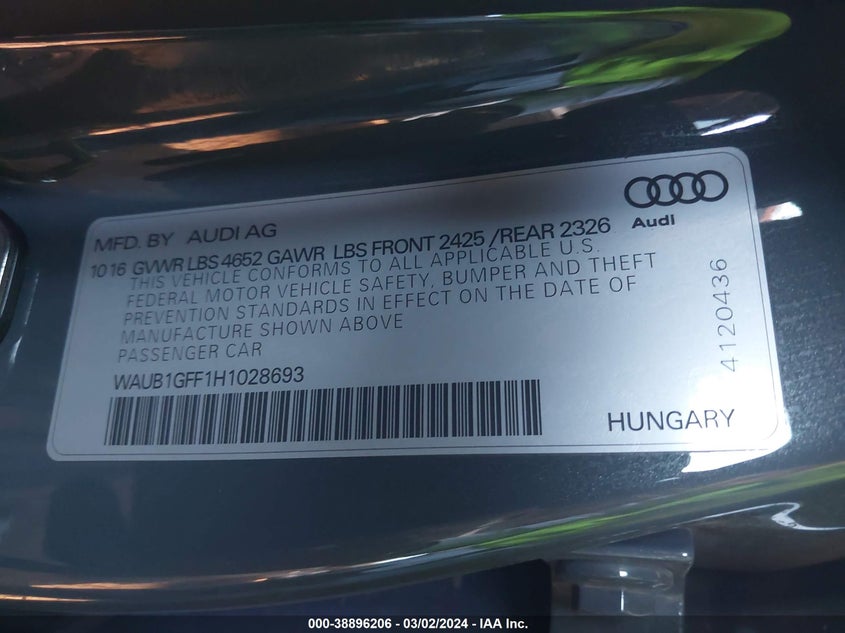 MFD. BY AUDI AG
Audi
10 16 GVWR LBS 4652 GAWR LBS FRONT 2425 /REAR 2326
THIS VEHICLE CONFORMS TO ALL APPLICABLE U.S.
FEDERAL MOTOR VEHICLE SAFETY, BUMPER AND THEFT
PREVENTION STANDARDS IN EFFECT ON THE DATE OF
MANUFACTURE SHOWN ABOVE
PASSENGER CAR
4120436
WAUB1GFF1H1028693
HUNGARY
000-38896206 - 03/02/2024 - IAA Inc.